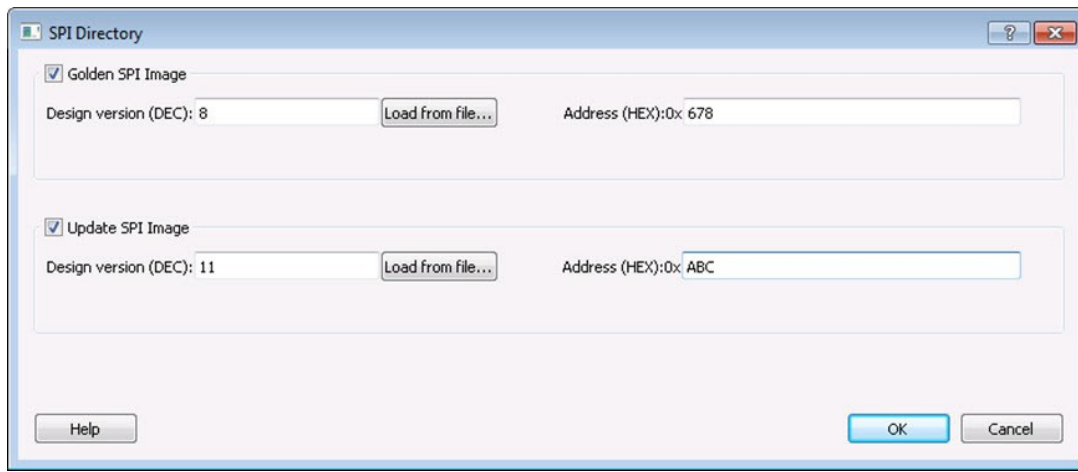 SPI Directory
Golden SPI Image
Design version (DEC): 8 Load from file... Address (HEX):0x 678
Update SPI Image
Design version (DEC): 11 Load from file... Address (HEX):0x ABC
Help OK Cancel